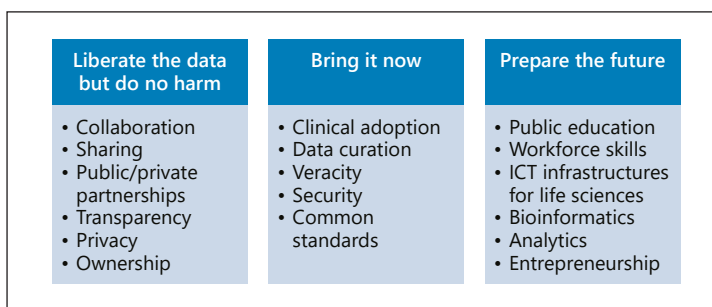 Liberate the data
but do no harm
• Collaboration
• Sharing
• Public/private
partnerships
• Transparency
• Privacy
• Ownership
Bring it now
• Clinical adoption
• Data curation
• Veracity
• Security
• Common
standards
Prepare the future
• Public education
• Workforce skills
• ICT infrastructures
for life sciences
• Bioinformatics
• Analytics
• Entrepreneurship